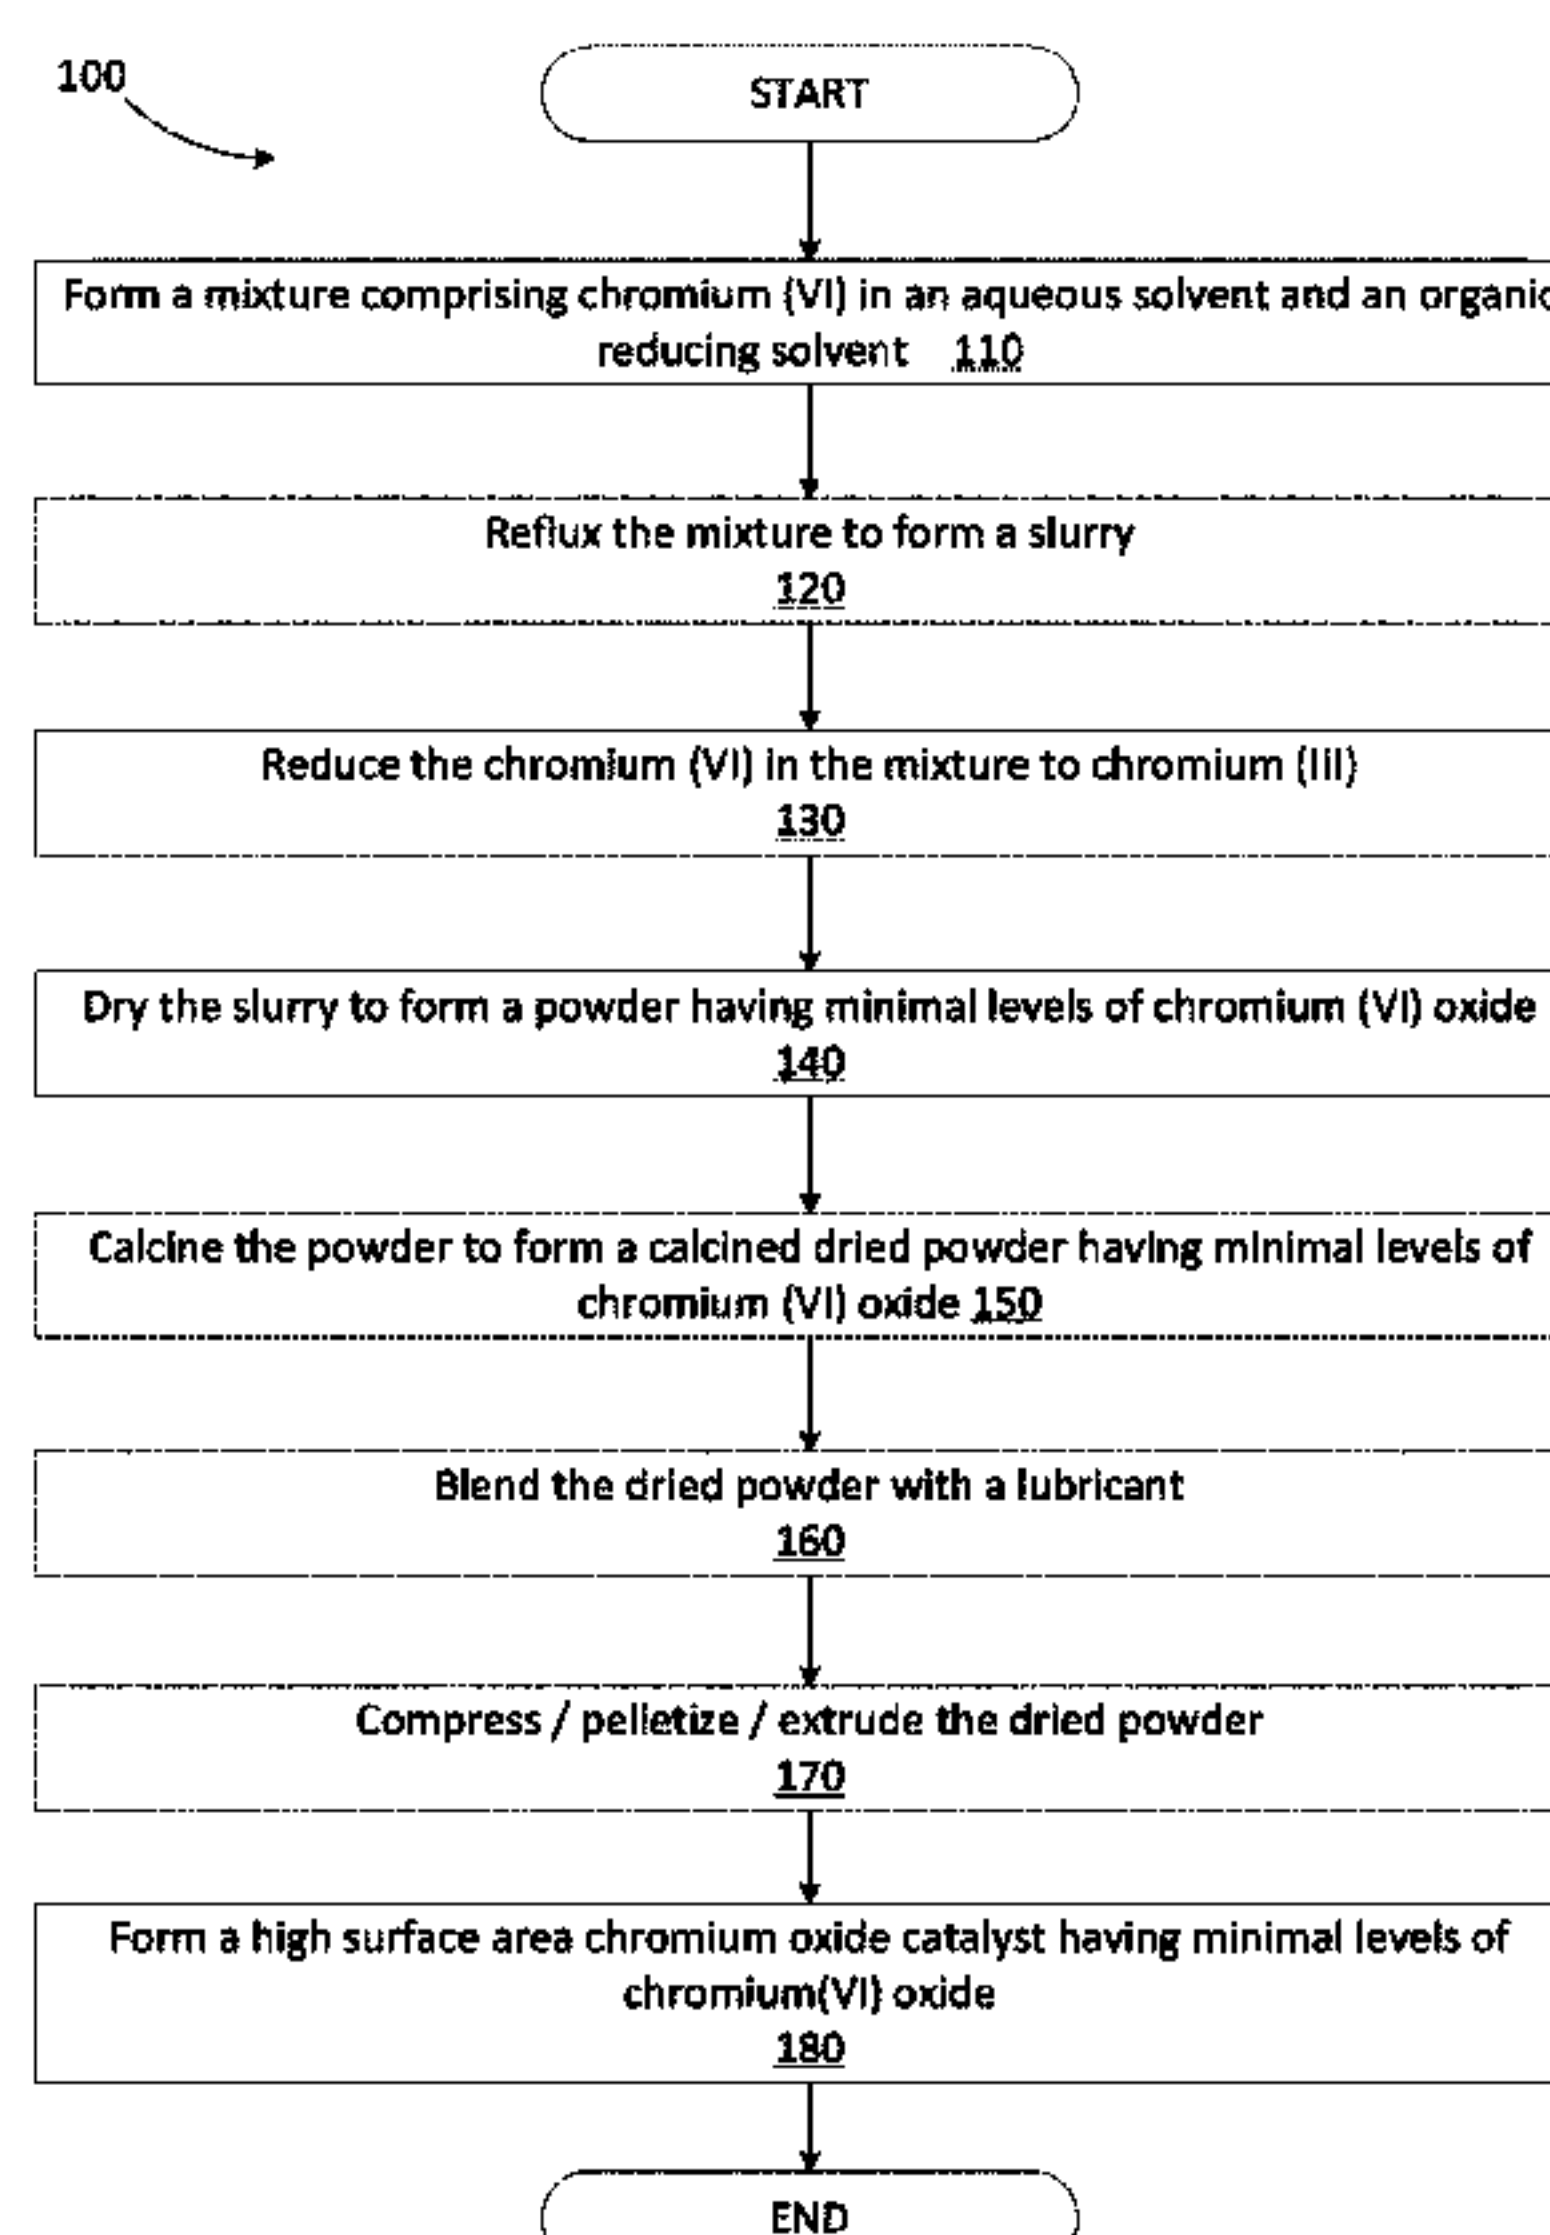 100
START
Form a mixture comprising chromium (VI) in an aqueous solvent and an organic
reducing solvent 110
Reflux the mixture to form a slurry
120
Reduce the chromium (VI) in the mixture to chromium (III)
130
Dry the slurry to form a powder having minimal levels of chromium (VI) oxide
140
Calcine the powder to form a calcined dried powder having minimal levels of
chromium (VI) oxide 150
Blend the dried powder with a lubricant
160
Compress / pelletize / extrude the dried powder
170
Form a high surface area chromium oxide catalyst having minimal levels of
chromium(VI) oxide
180
END